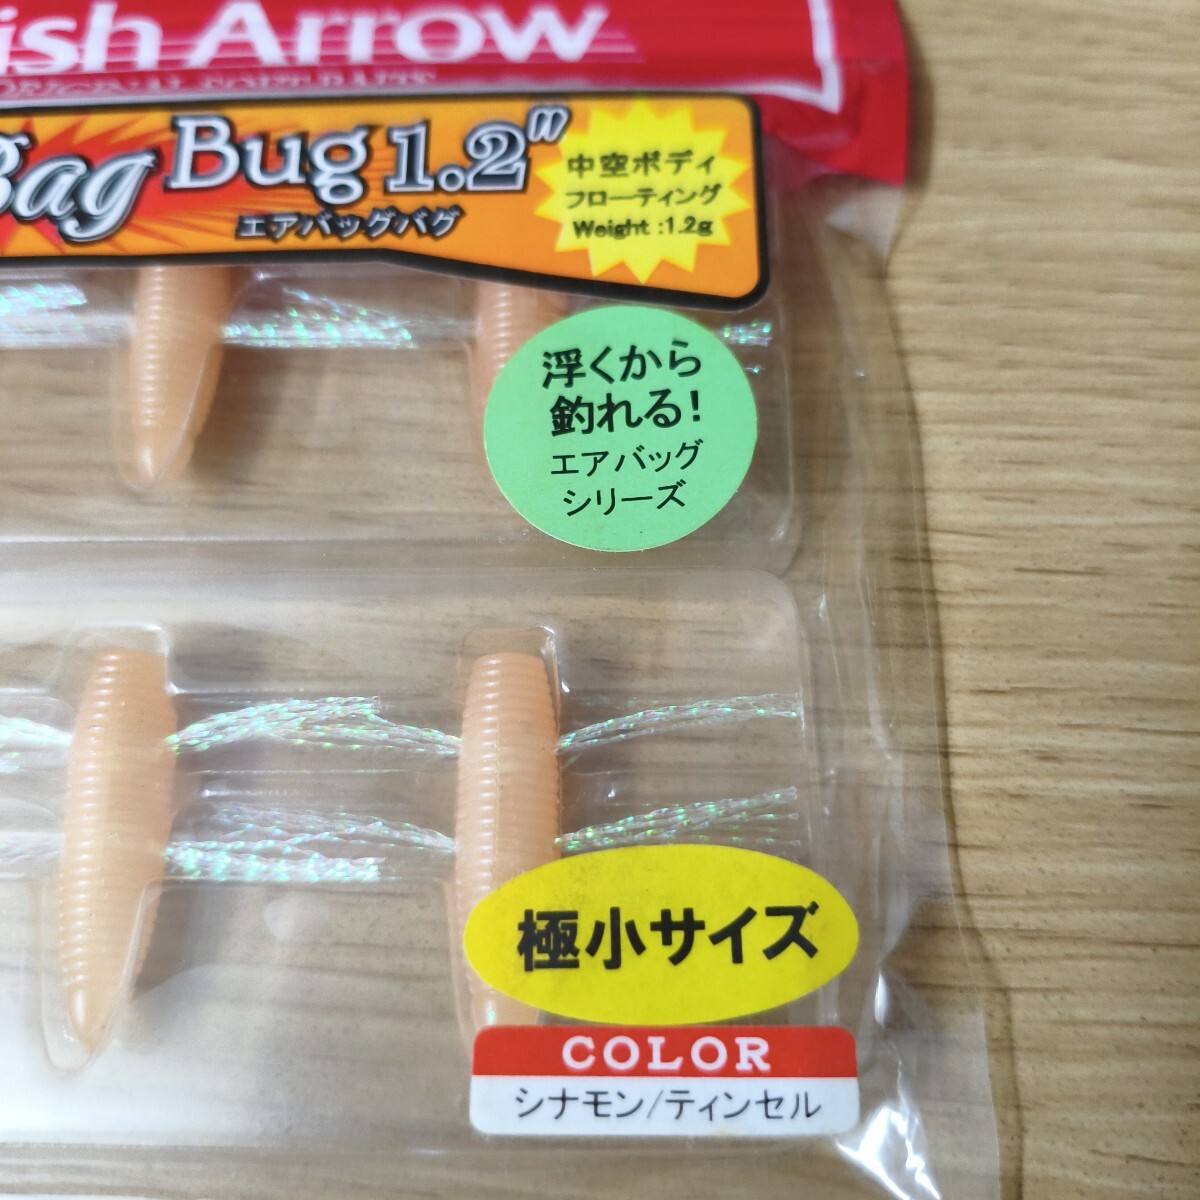 ish Arrow
ORIGINAL SOFT BAITS
Bag Bug 1.2"
エアバッグバグ
中空ボディ
フローティング
Weight :1.2g
浮くから
釣れる!
エアバッグ
シリーズ
極小サイズ
COLOR
シナモン/ティンセル